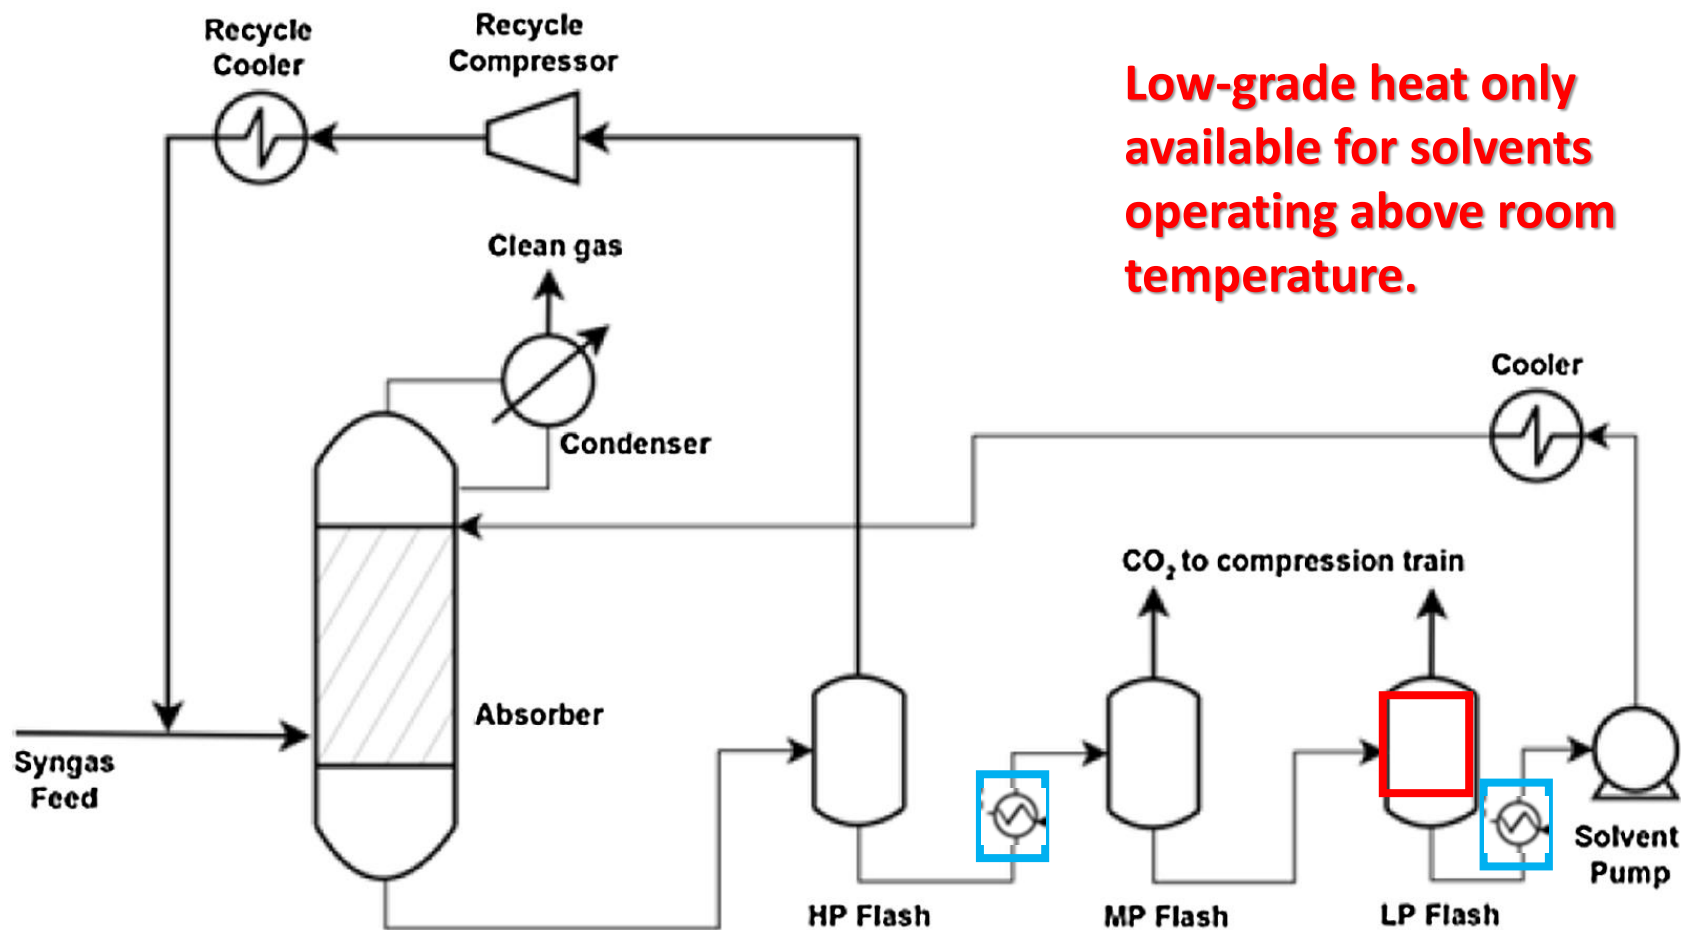 Recycle
Cooler
Recycle
Compressor
Low-grade heat only
available for solvents
operating above room
temperature.
Clean gas
Condenser
Cooler
CO₂ to compression train
Absorber
Syngas
Feed
Solvent
Pump
HP Flash
MP Flash
LP Flash